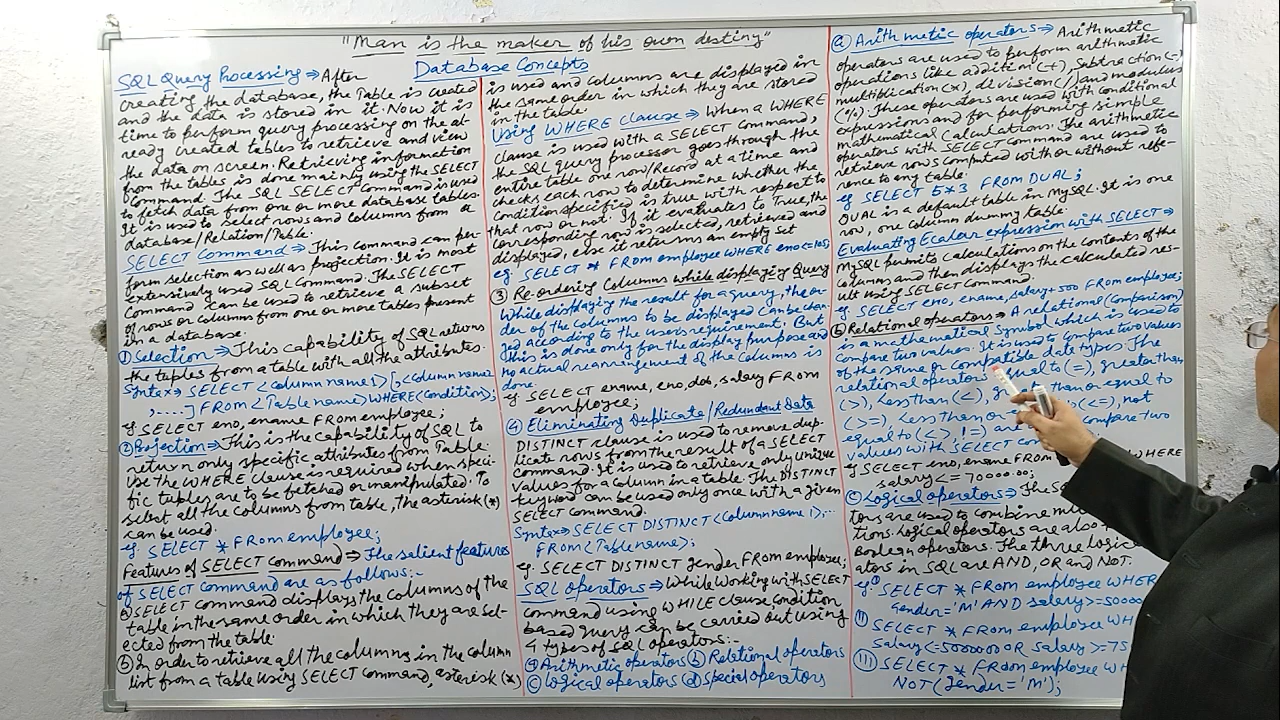 "Man is the maker of his own destiny"
Database Concepts
SQL Query Processing ⇒ After
creating the database, the Table is created
and the data is stored in it. Now it is
time to perform query processing on the al-
ready created tables to retrieve and view
the data on screen. Retrieving information
from the tables is done mainly using the SELECT
Command. The SQL SELECT Command is used
to fetch data from one or more database tables.
It is used to select rows and columns from a
database/Relation/Table.
SELECT Command ⇒ This command can per-
form selection as well as projection. It is most
extensively used SQL Command. The SELECT
Command can be used to retrieve a subset
of rows or columns from one or more tables present
in a database.
① Selection ⇒ This capability of SQL returns
the tuples from a table with all the attributes.
Syntax → SELECT <Column name1> [,<Column name
>,.....] FROM <Table name> WHERE (Condition);
eg SELECT eno, ename FROM employee;
② Projection ⇒ This is the capability of SQL to
return only specific attributes from Table.
Use the WHERE Clause is required when speci-
fic tuples are to be fetched or manipulated. To
select all the columns from table, the asterisk (*)
can be used.
eg. SELECT * FROM employee;
Features of SELECT command ⇒ The salient features
of SELECT Command are as follows:-
ⓐ SELECT command displays the columns of the
table in the same order in which they are sel-
ected from the table.
ⓑ In order to retrieve all the columns in the column
list from a table using SELECT Command, asterisk (*)
is used and columns are displayed in
the same order in which they are stored
in the table.
Using WHERE Clause ⇒ When a WHERE
clause is used with a SELECT command,
the SQL query processor goes through the
entire table one row/Record at a time and
checks each row to determine whether the
Condition specified is true with respect to
that row or not. If it evaluates to True, the
corresponding row is selected, retrieved and
displayed, else it returns an empty set
eg. SELECT * FROM employee WHERE eno<=105;
③ Re-ordering Columns while displaying Query
While displaying the result for a query, the or-
der of the columns to be displayed can be chan-
ged according to the users requirement. But
this is done only for the display purpose and
no actual rearrangement of the columns is
done.
eg SELECT ename, eno, dob, salary FROM
employee;
④ Eliminating Duplicate/Redundant Data
DISTINCT clause is used to remove dup-
licate rows from the result of a SELECT
command. It is used to retrieve only unique
values for a column in a table. The DISTINCT
keyword can be used only once with a given
SELECT command.
Syntax → SELECT DISTINCT <Column name 1>,...
FROM <Table name>;
eg. SELECT DISTINCT gender FROM employee;
SQL operators ⇒ While working with SELECT
command using WHILE clause, Condition
based query can be carried out using
4 types of SQL operators:-
ⓐ Arithmetic operators ⓑ Relational operators
ⓒ Logical operators ⓓ Special operators
ⓐ Arithmetic operators ⇒ Arithmetic
operators are used to perform arithmetic
operations like addition (+), subtraction (-)
multiplication (*), division (/) and modulus
(%). These operators are used with conditional
expressions and for performing simple
mathematical calculations. The arithmetic
operators with SELECT command are used to
retrieve rows computed with or without refe-
rence to any table.
eg SELECT 5*3 FROM DUAL;
DUAL is a default table in MySQL. It is one
row, one column dummy table.
Evaluating Scalar expression with SELECT ⇒
MySQL permits calculations on the contents of the
columns and then displays the calculated res-
ult using SELECT Command.
eg SELECT eno, ename, salary+500 FROM employee;
ⓑ Relational operators ⇒ A relational (Comparison)
is a mathematical symbol which is used to
compare two values. It is used to compare two values
of the same or compatible date types. The
relational operators equal to (=), greater than
(>), Less than (<), than or equal to
(>=), Less than or (<=), not
equal to (<>, !=) compare two
values with SELECT
eg SELECT eno, ename FROM WHERE
salary<=70000;
ⓒ Logical operators ⇒ The
tors are used to combine
tions. logical operators are also
Boolean operators. The three logic
ators in SQL are AND, OR and NOT.
eg ① SELECT * FROM employee WHER
gender='M' AND salary>=50000
II SELECT * FROM employee WH
Salary<=500000 OR salary >=75
III SELECT * FROM employee WH
NOT (gender='M');